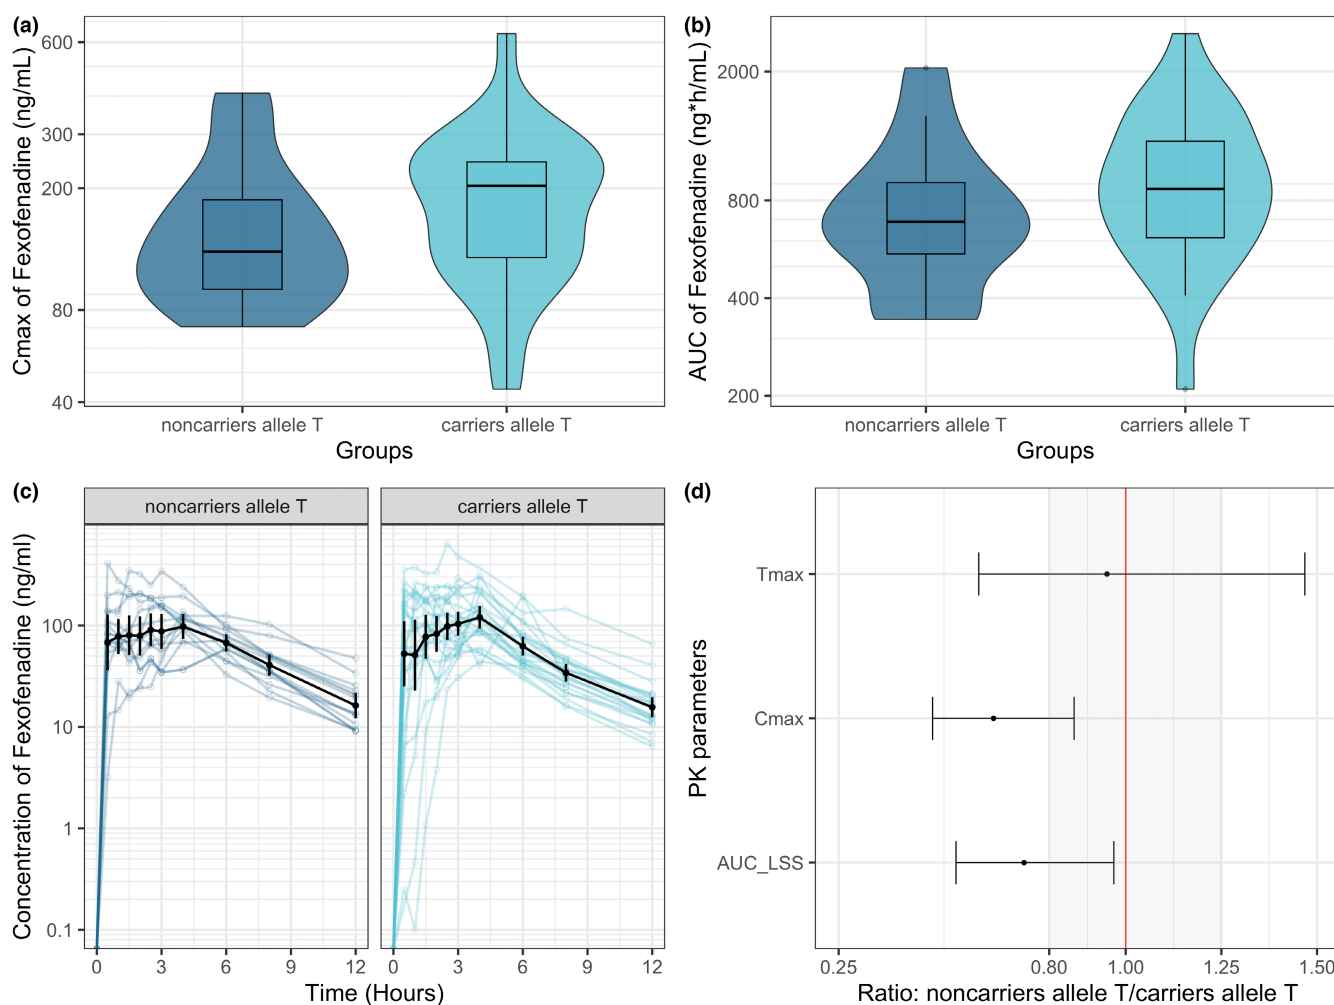 (a)
Cmax of Fexofenadine (ng/mL)
600
300
200
80
40
noncarriers allele T
carriers allele T
Groups
(b)
AUC of Fexofenadine (ng*h/mL)
2000
800
400
200
noncarriers allele T
carriers allele T
Groups
(c)
noncarriers allele T
carriers allele T
Concentration of Fexofenadine (ng/ml)
100
10
1
0.1
0 3 6 9 12
0 3 6 9 12
Time (Hours)
(d)
PK parameters
Tmax
Cmax
AUC_LSS
0.25 0.80 1.00 1.25 1.50
Ratio: noncarriers allele T/carriers allele T